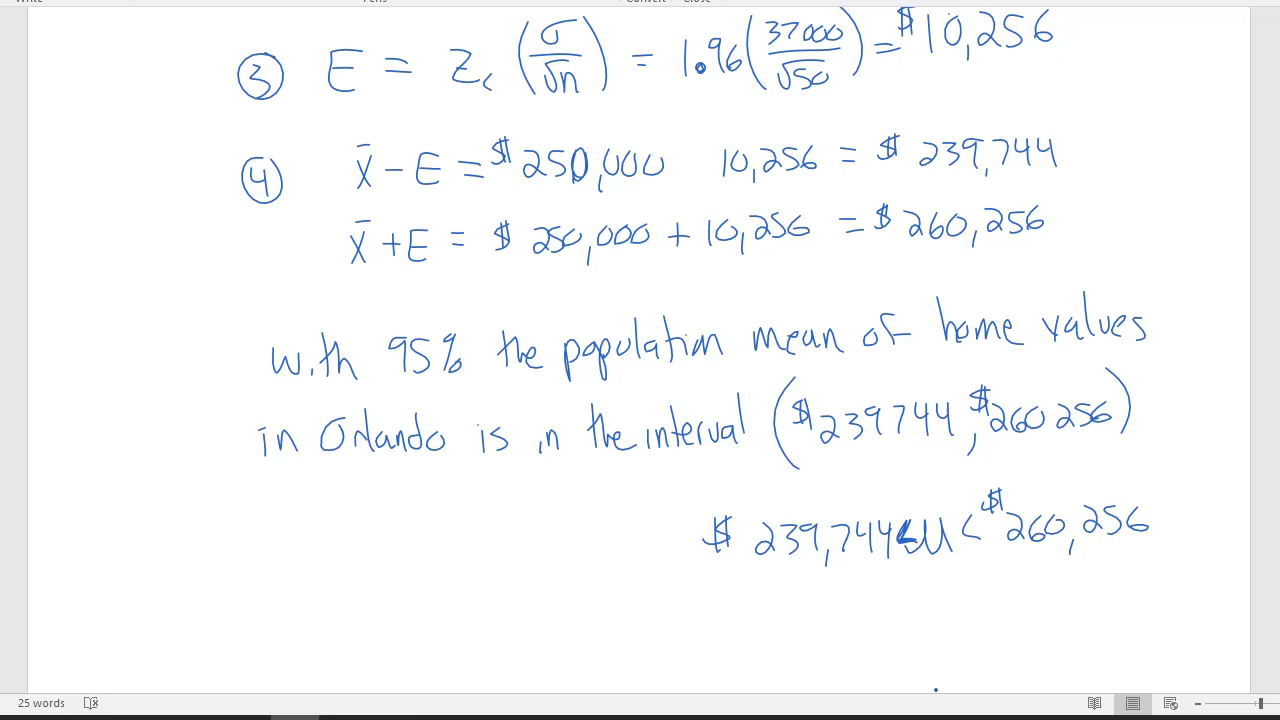 ③ E = Zc (σ/√n) = 1.96 (37000/√50) = $10,256
④ x̄ - E = $250,000 10,256 = $ 239,744
x̄ + E = $ 250,000 + 10,256 = $ 260,256
with 95% the population mean of home values
in Orlando is in the interval ($239744, $260256)
$ 239,744 < M < $260,256
25 words